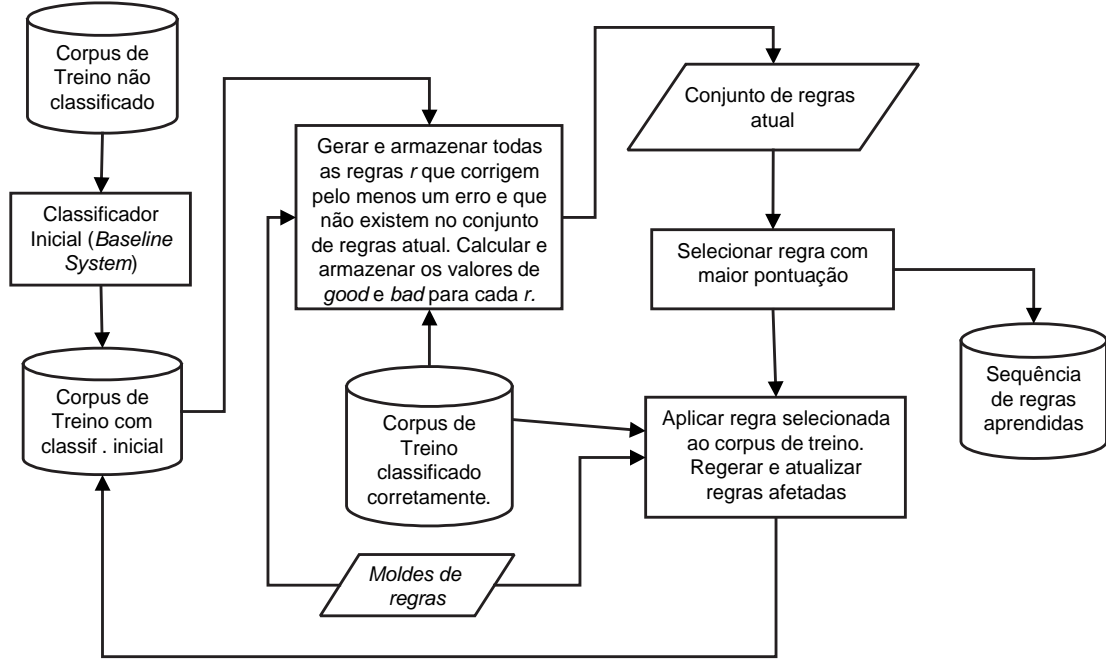 Corpus de
Treino não
classificado
Classificador
Inicial (Baseline
System)
Corpus de
Treino com
classif . inicial
Gerar e armazenar todas
as regras r que corrigem
pelo menos um erro e que
não existem no conjunto
de regras atual. Calcular e
armazenar os valores de
good e bad para cada r.
Corpus de
Treino
classificado
corretamente.
Moldes de
regras
Conjunto de regras
atual
Selecionar regra com
maior pontuação
Aplicar regra selecionada
ao corpus de treino.
Regerar e atualizar
regras afetadas
Sequência
de regras
aprendidas